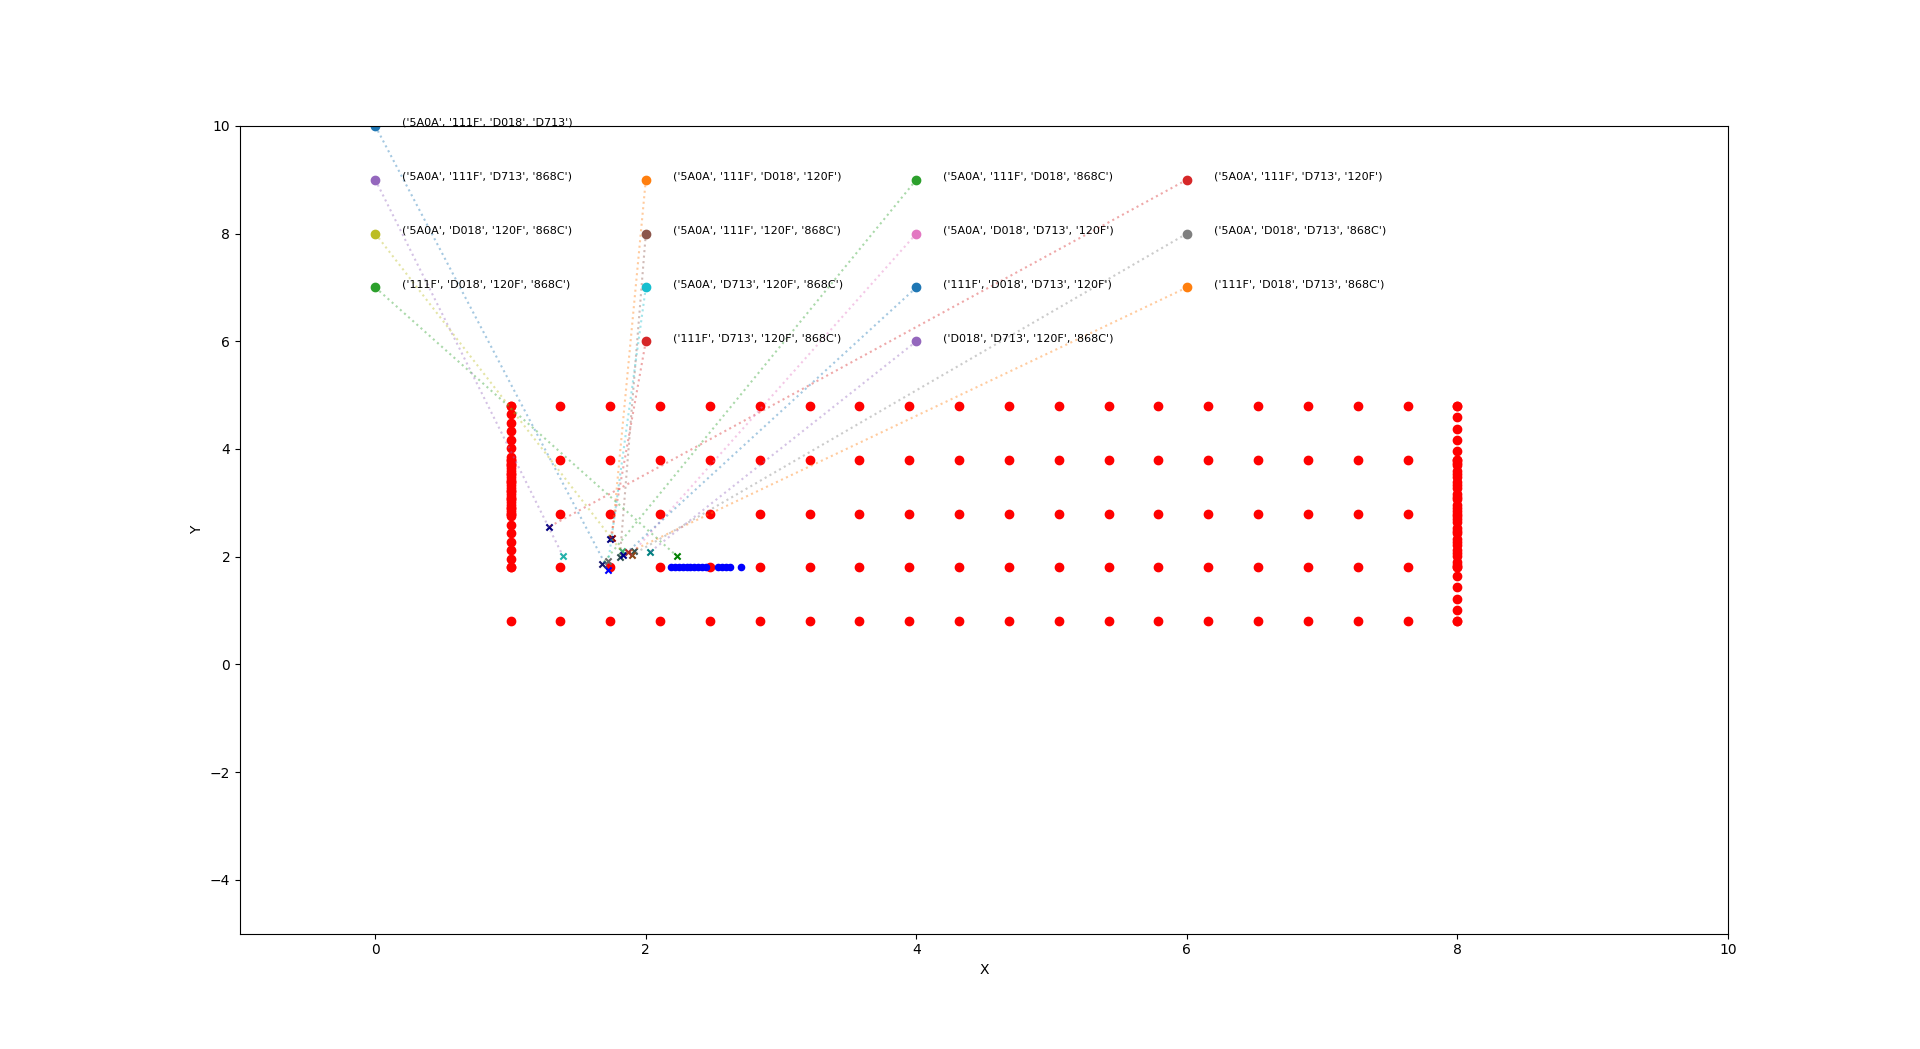 10
('5A0A', '111F', 'D018', 'D713')
('5A0A', '111F', 'D713', '868C')
('5A0A', '111F', 'D018', '120F')
('5A0A', '111F', 'D018', '868C')
('5A0A', '111F', 'D713', '120F')
8
('5A0A', 'D018', '120F', '868C')
('5A0A', '111F', '120F', '868C')
('5A0A', 'D018', 'D713', '120F')
('5A0A', 'D018', 'D713', '868C')
('111F', 'D018', '120F', '868C')
('5A0A', 'D713', '120F', '868C')
('111F', 'D018', 'D713', '120F')
('111F', 'D018', 'D713', '868C')
6
('111F', 'D713', '120F', '868C')
('D018', 'D713', '120F', '868C')
4
Y
2
0
−2
−4
0 2 4 6 8 10
X